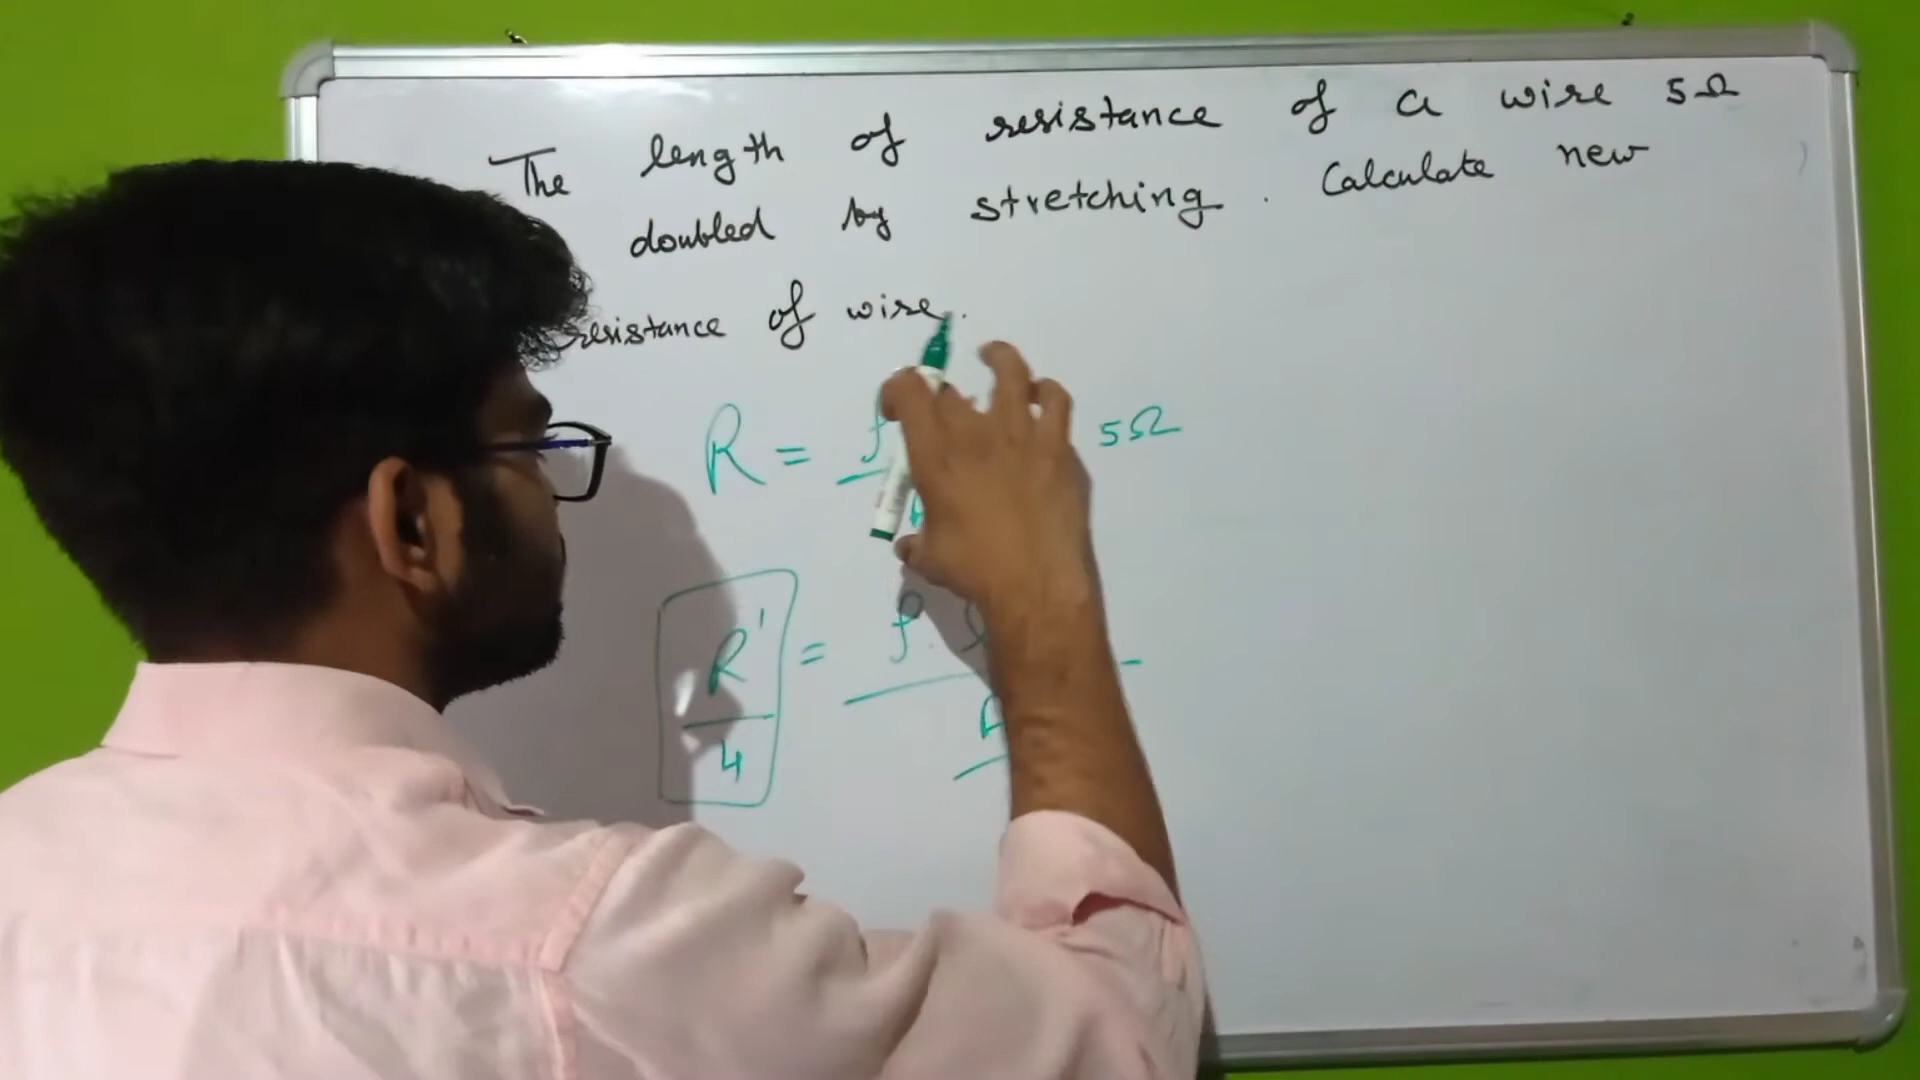 The length of resistance of a wire 5Ω
doubled by stretching. Calculate new
resistance of wire.
R = 5Ω
R' =
4